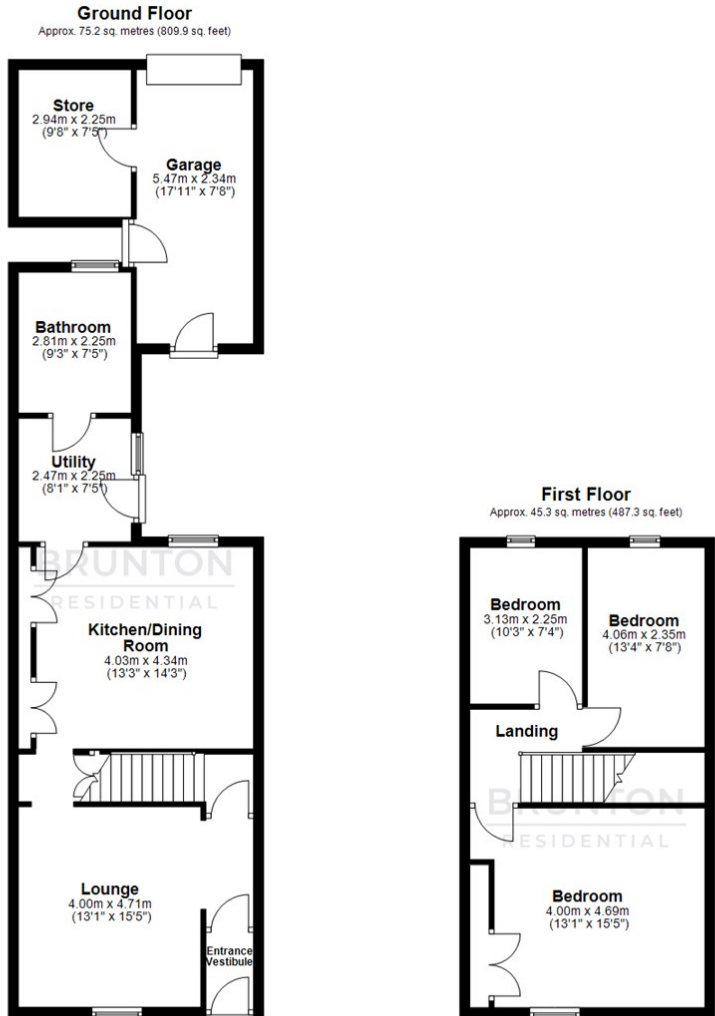 Ground Floor
Approx. 75.2 sq. metres (809.9 sq. feet)
Store
2.94m x 2.25m
(9'8" x 7'5")
Garage
5.47m x 2.34m
(17'11" x 7'8")
Bathroom
2.81m x 2.25m
(9'3" x 7'5")
Utility
2.47m x 2.25m
(8'1" x 7'5")
BRUNTON
RESIDENTIAL
Kitchen/Dining
Room
4.03m x 4.34m
(13'3" x 14'3")
Lounge
4.00m x 4.71m
(13'1" x 15'5")
Entrance
Vestibule
First Floor
Approx. 45.3 sq. metres (487.3 sq. feet)
Bedroom
3.13m x 2.25m
(10'3" x 7'4")
Bedroom
4.06m x 2.35m
(13'4" x 7'8")
Landing
BRUNTON
RESIDENTIAL
Bedroom
4.00m x 4.69m
(13'1" x 15'5")